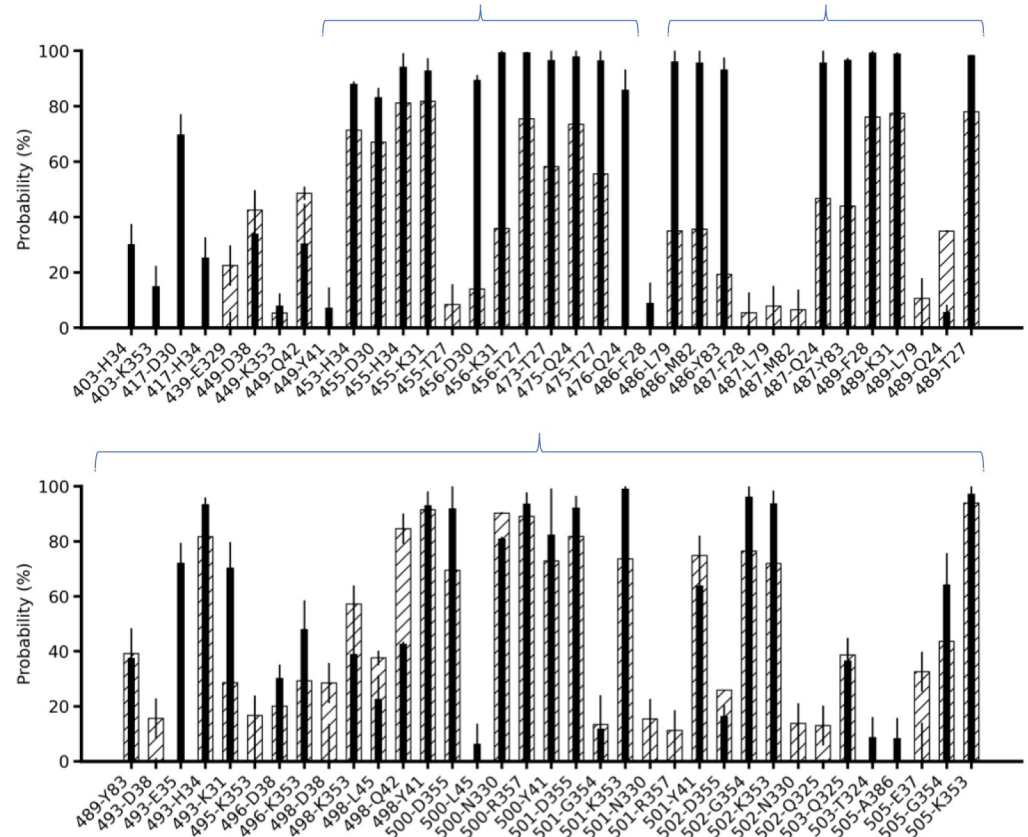 Probability (%)
100
80
60
40
20
0
403-H34
403-K353
417-D30
417-H34
439-E329
449-D38
449-K353
449-Q42
449-Y41
453-H34
455-D30
455-H34
455-K31
455-T27
456-D30
456-K31
456-T27
473-T27
475-Q24
475-T27
476-Q24
486-F28
486-L79
486-M82
486-Y83
487-F28
487-L79
487-M82
487-Q24
487-Y83
489-F28
489-K31
489-L79
489-Q24
489-T27
Probability (%)
100
80
60
40
20
0
489-Y83
493-D38
493-E35
493-H34
493-K31
495-K353
496-D38
496-K353
498-D38
498-K353
498-L45
498-Q42
498-Y41
500-D355
500-L45
500-N330
500-R357
500-Y41
501-D355
501-G354
501-K353
501-N330
501-R357
501-Y41
502-D355
502-G354
502-K353
502-N330
502-Q325
503-Q325
503-T324
505-A386
505-E37
505-G354
505-K353